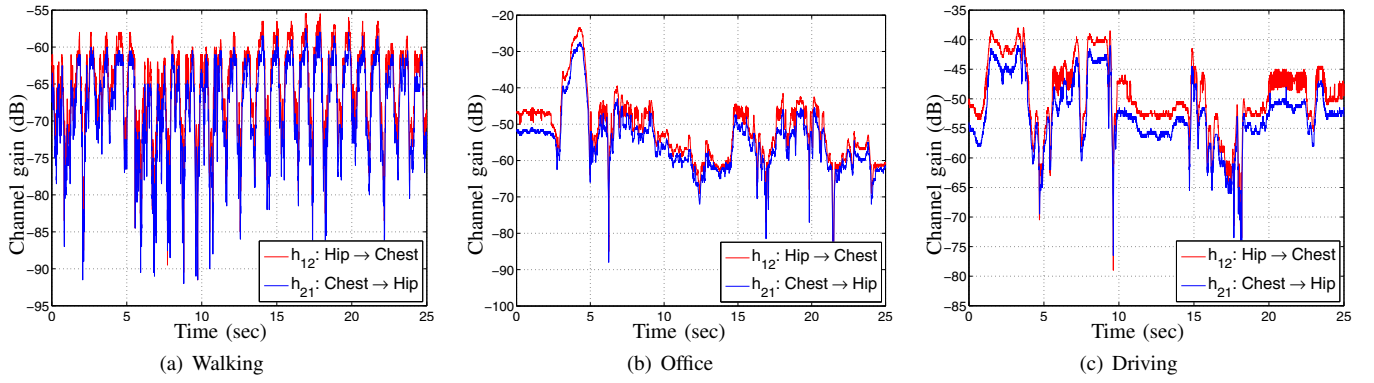 −55
−60
−65
−70
−75
−80
−85
−90
−95
0 5 10 15 20 25
Channel gain (dB)
Time (sec)
h12: Hip → Chest
h21: Chest → Hip
(a) Walking
−20
−30
−40
−50
−60
−70
−80
−90
−100
0 5 10 15 20 25
Channel gain (dB)
Time (sec)
h12: Hip → Chest
h21: Chest → Hip
(b) Office
−35
−40
−45
−50
−55
−60
−65
−70
−75
−80
−85
0 5 10 15 20 25
Channel gain (dB)
Time (sec)
h12: Hip → Chest
h21: Chest → Hip
(c) Driving